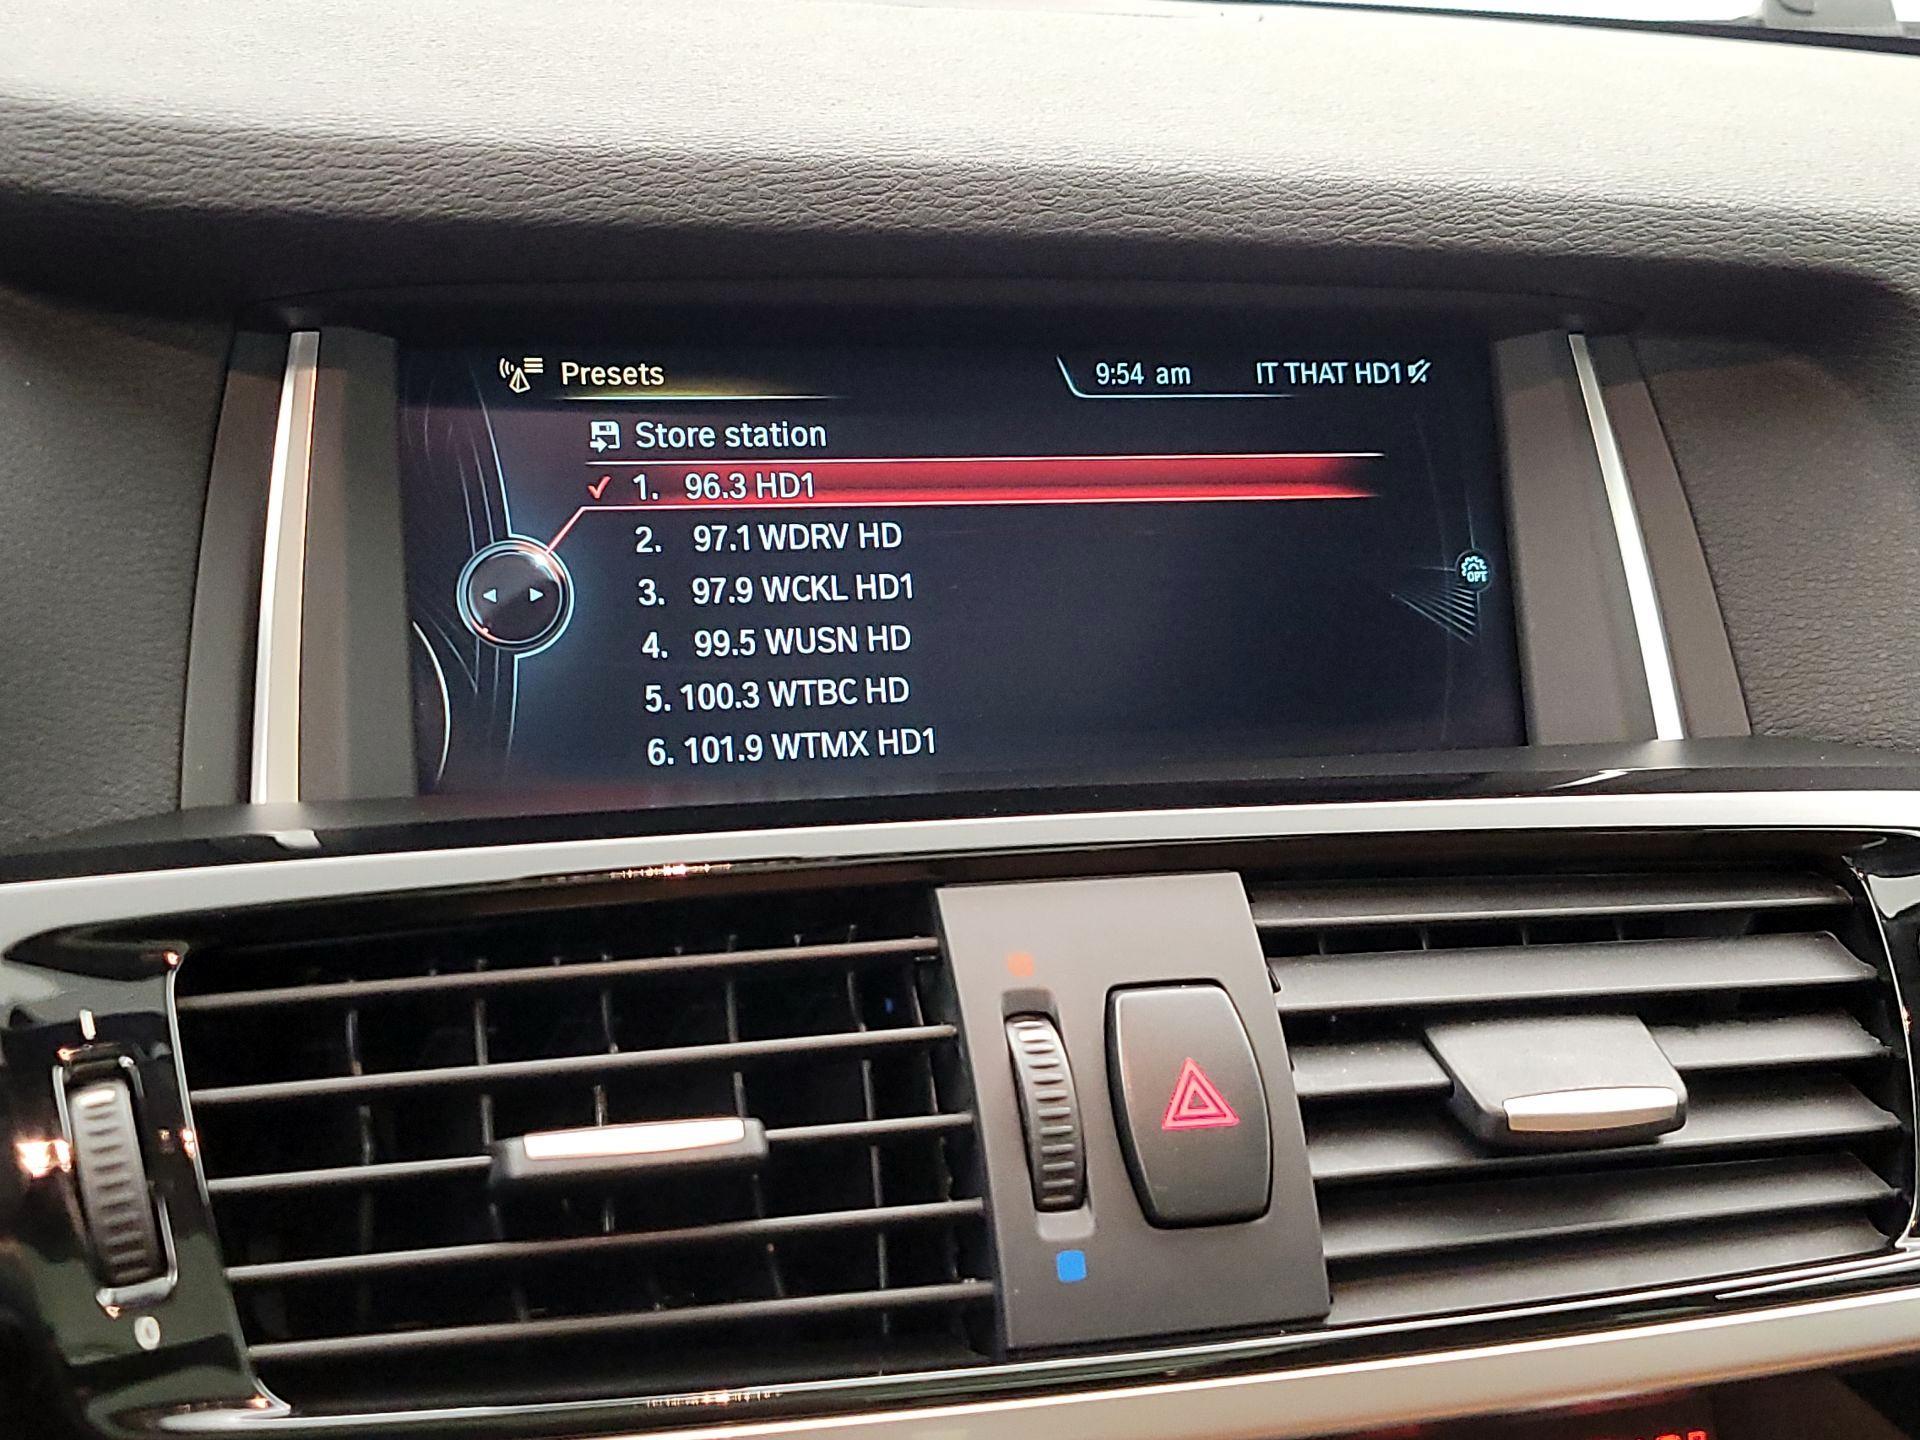 Presets
9:54 am
IT THAT HD1
Store station
1. 96.3 HD1
2. 97.1 WDRV HD
3. 97.9 WCKL HD1
4. 99.5 WUSN HD
5. 100.3 WTBC HD
6. 101.9 WTMX HD1
OPT
0